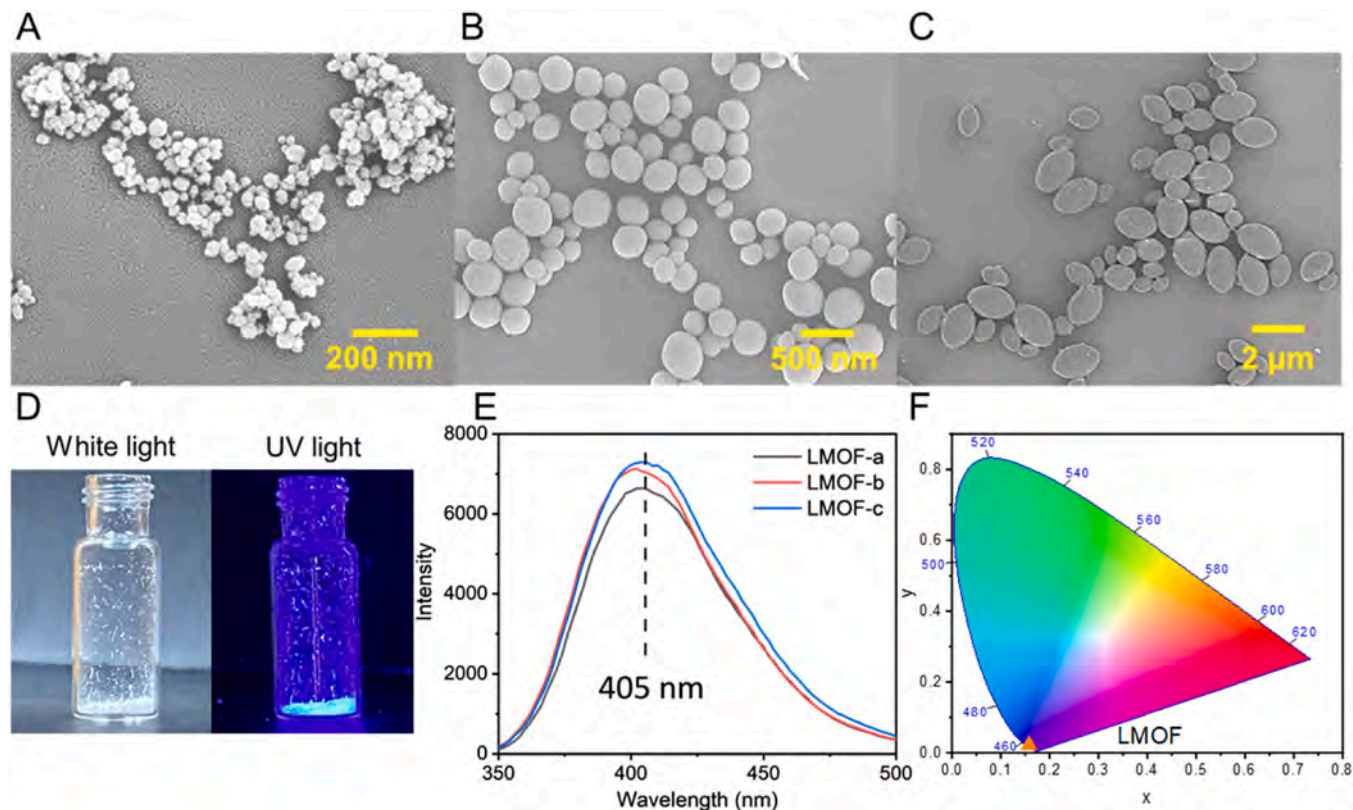 A
B
C
200 nm
500 nm
2 µm
D
White light
UV light
E
8000
6000
4000
2000
0
Intensity
LMOF-a
LMOF-b
LMOF-c
405 nm
350
400
450
500
Wavelength (nm)
F
0.8
0.6
0.4
0.2
0.0
y
520
540
560
500
580
600
620
480
460
LMOF
0.0
0.1
0.2
0.3
0.4
0.5
0.6
0.7
0.8
x